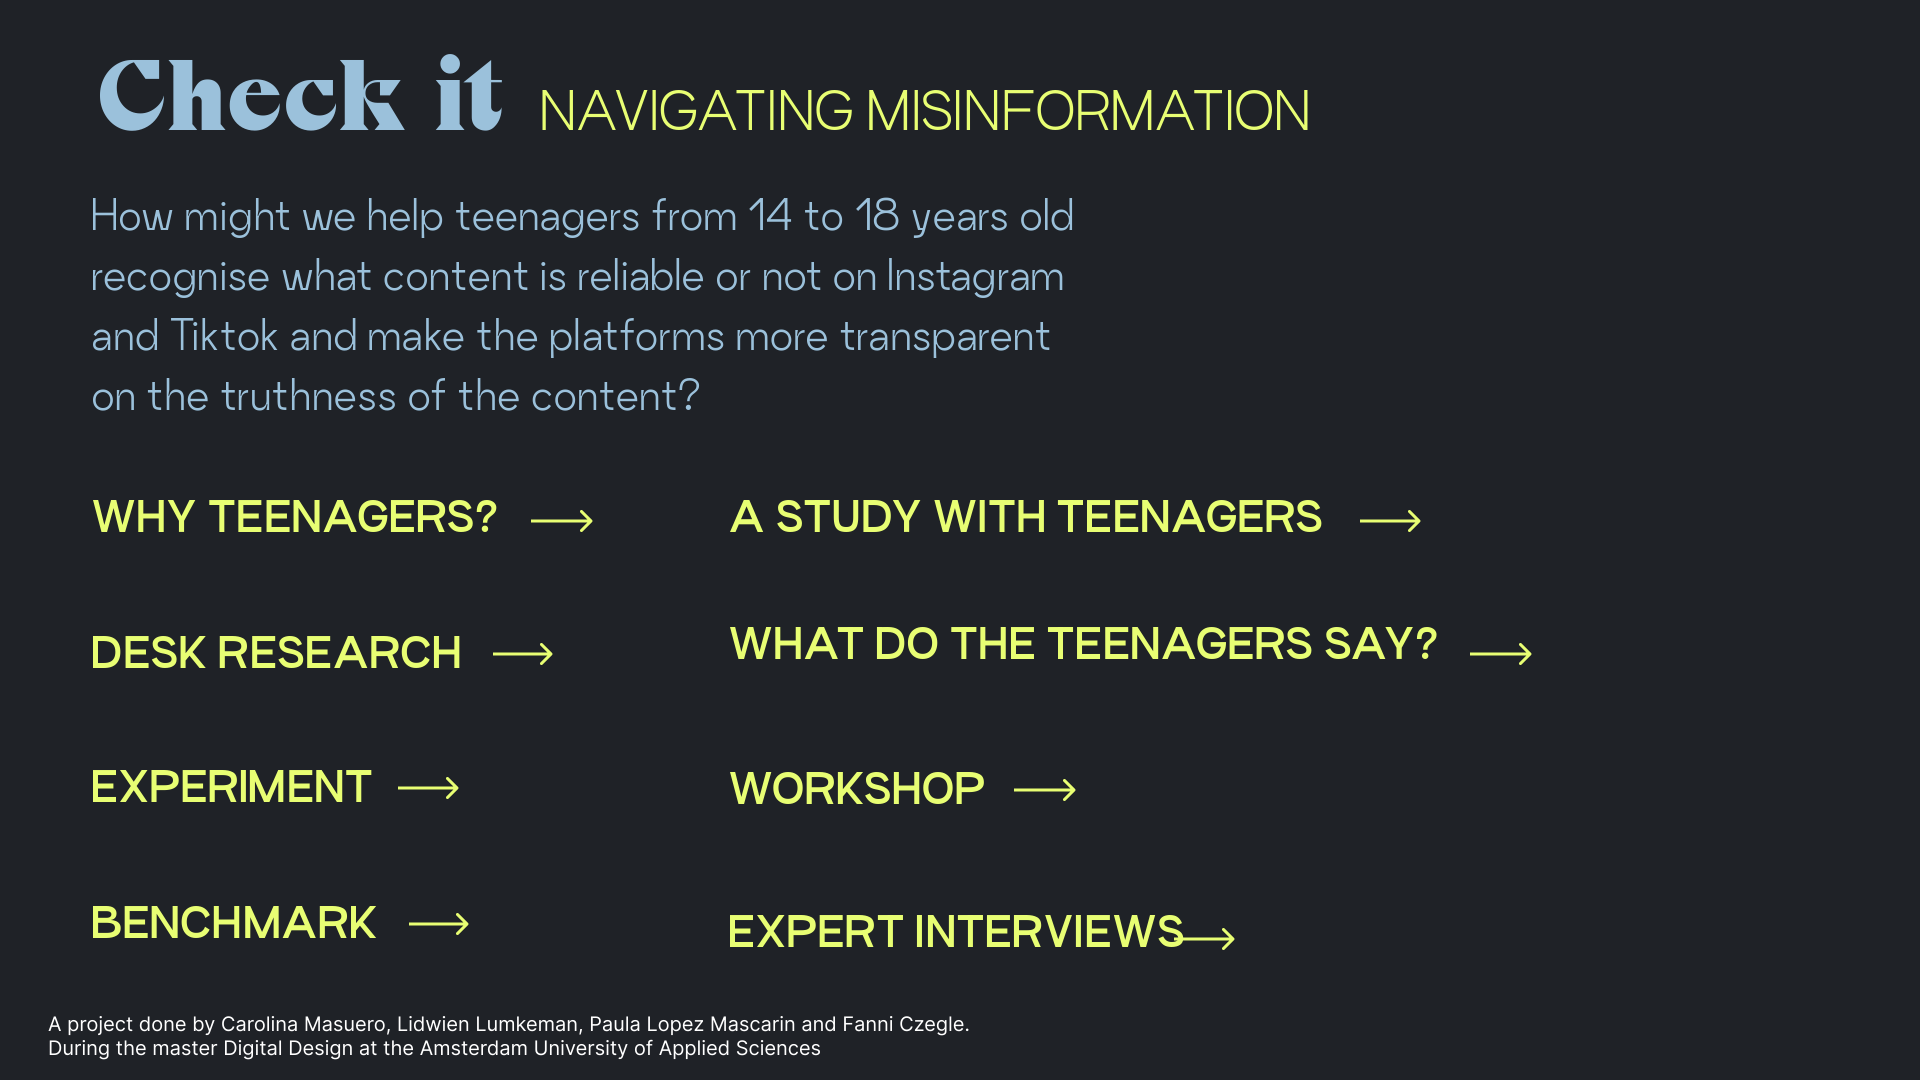 Check it NAVIGATING MISINFORMATION
How might we help teenagers from 14 to 18 years old
recognise what content is reliable or not on Instagram
and Tiktok and make the platforms more transparent
on the truthness of the content?
WHY TEENAGERS?
A STUDY WITH TEENAGERS
DESK RESEARCH
WHAT DO THE TEENAGERS SAY?
EXPERIMENT
WORKSHOP
BENCHMARK
EXPERT INTERVIEWS
A project done by Carolina Masuero, Lidwien Lumkeman, Paula Lopez Mascarin and Fanni Czegle.
During the master Digital Design at the Amsterdam University of Applied Sciences